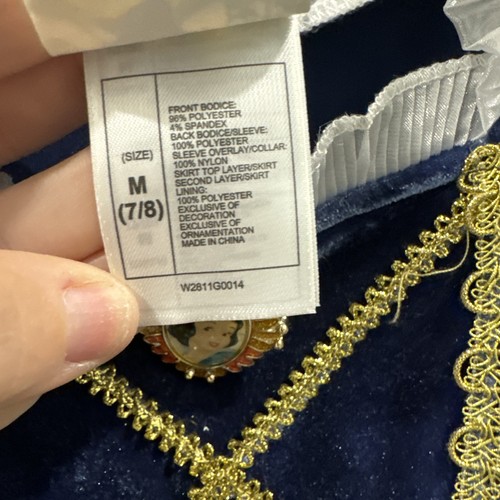 (SIZE)
M
(7/8)
FRONT BODICE:
96% POLYESTER
4% SPANDEX
BACK BODICE/SLEEVE:
100% POLYESTER
SLEEVE OVERLAY/COLLAR:
100% NYLON
SKIRT TOP LAYER/SKIRT
SECOND LAYER/SKIRT
LINING:
100% POLYESTER
EXCLUSIVE OF
DECORATION
EXCLUSIVE OF
ORNAMENTATION
MADE IN CHINA
W2811G0014